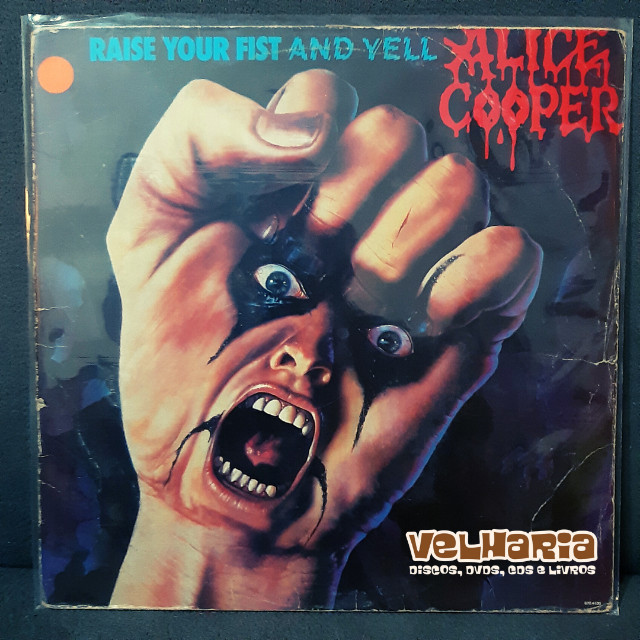 RAISE YOUR FIST AND YELL
ALICE
COOPER
VELHARIA
DISCOS, DVDS, CDS E LIVROS